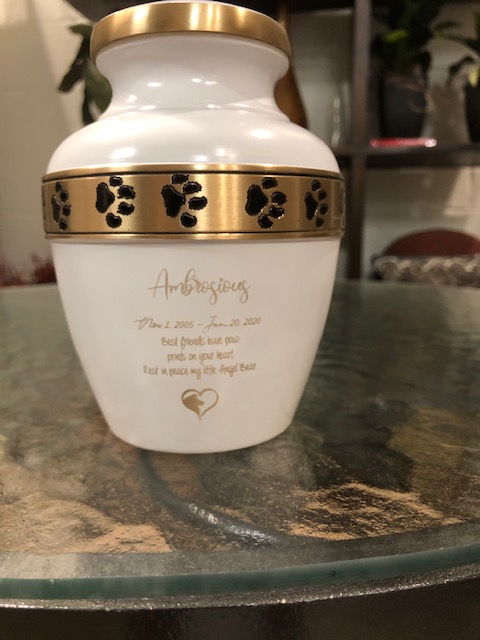 Ambrosious
Nov 1, 2005 - Jan 20, 2020
Best friends leave paw
prints on your heart
Rest in peace my little Angel Bear